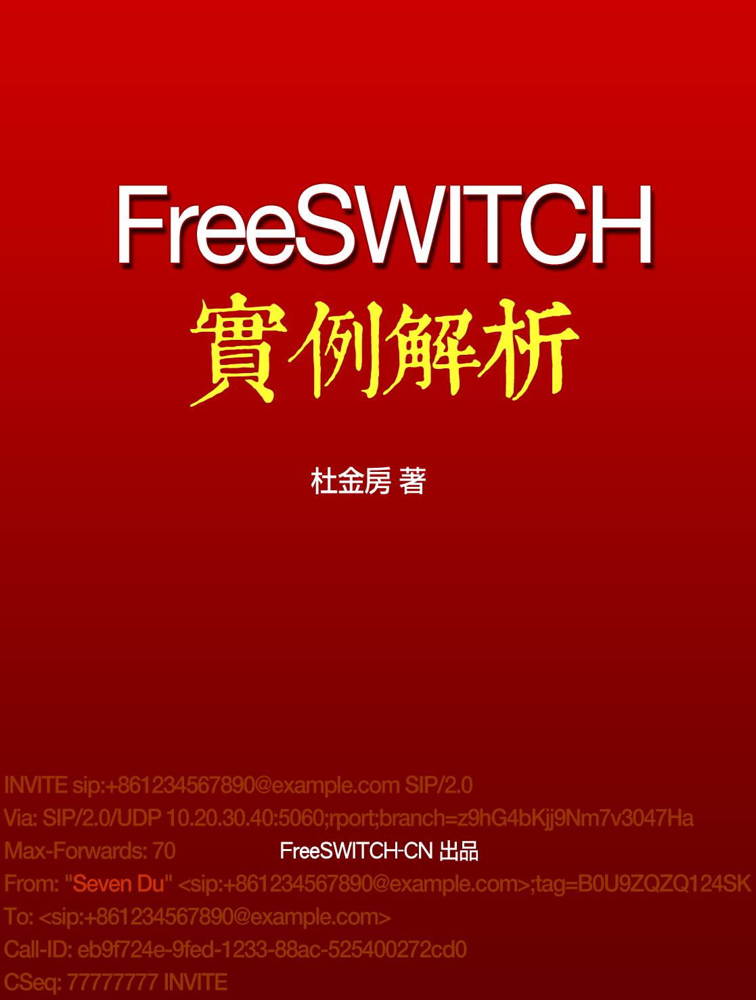 FreeSWITCH
實例解析
杜金房 著
INVITE sip:+861234567890@example.com SIP/2.0
Via: SIP/2.0/UDP 10.20.30.40:5060;rport;branch=z9hG4bKjj9Nm7v3047Ha
Max-Forwards: 70
FreeSWITCH-CN 出品
From: "Seven Du" <sip:+861234567890@example.com>;tag=B0U9ZQZQ124SK
To: <sip:+861234567890@example.com>
Call-ID: eb9f724e-9fed-1233-88ac-525400272cd0
CSeq: 77777777 INVITE